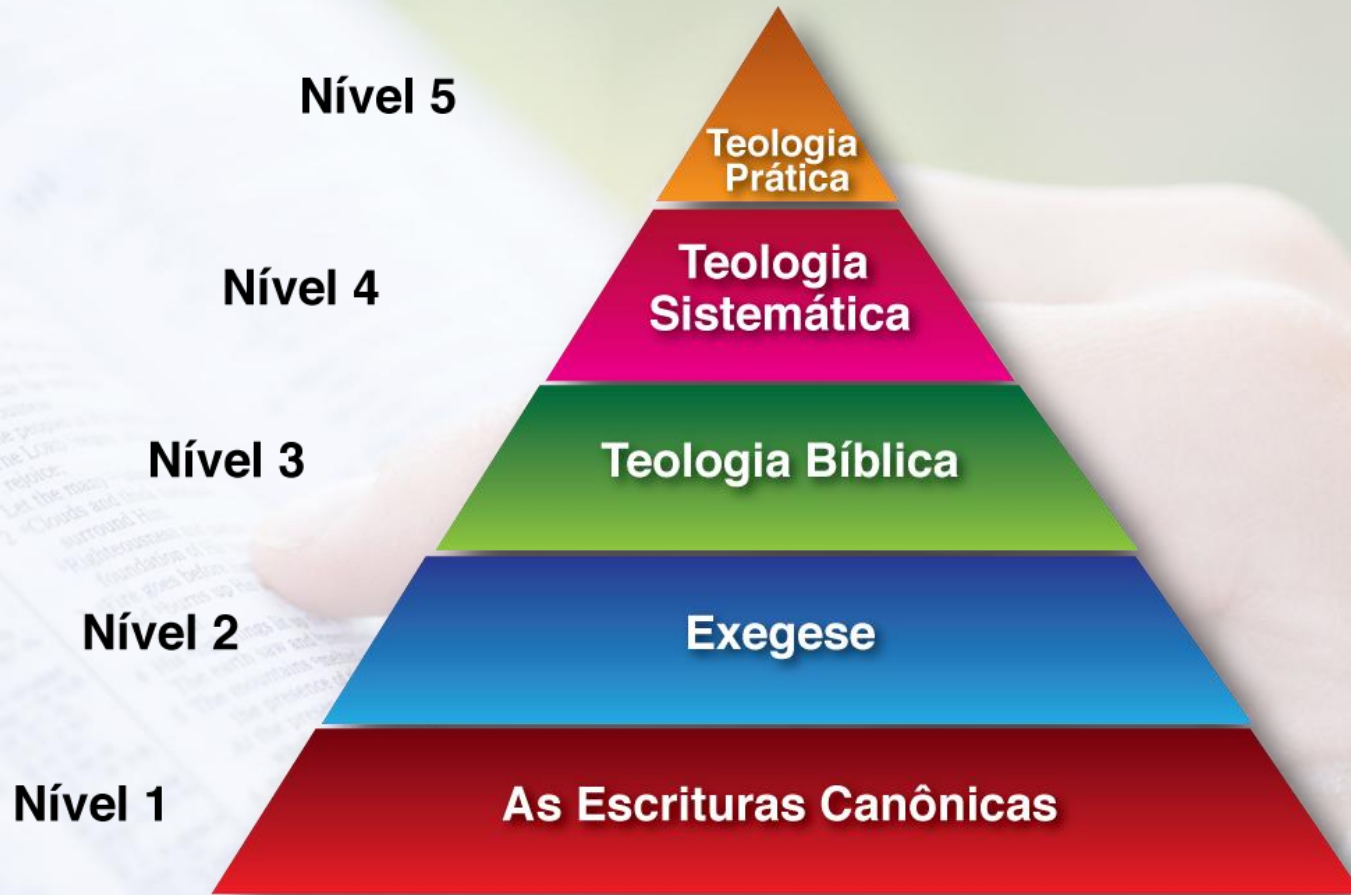 Nível 5
Teologia
Prática
Nível 4
Teologia
Sistemática
Nível 3
Teologia Bíblica
Nível 2
Exegese
Nível 1
As Escrituras Canônicas